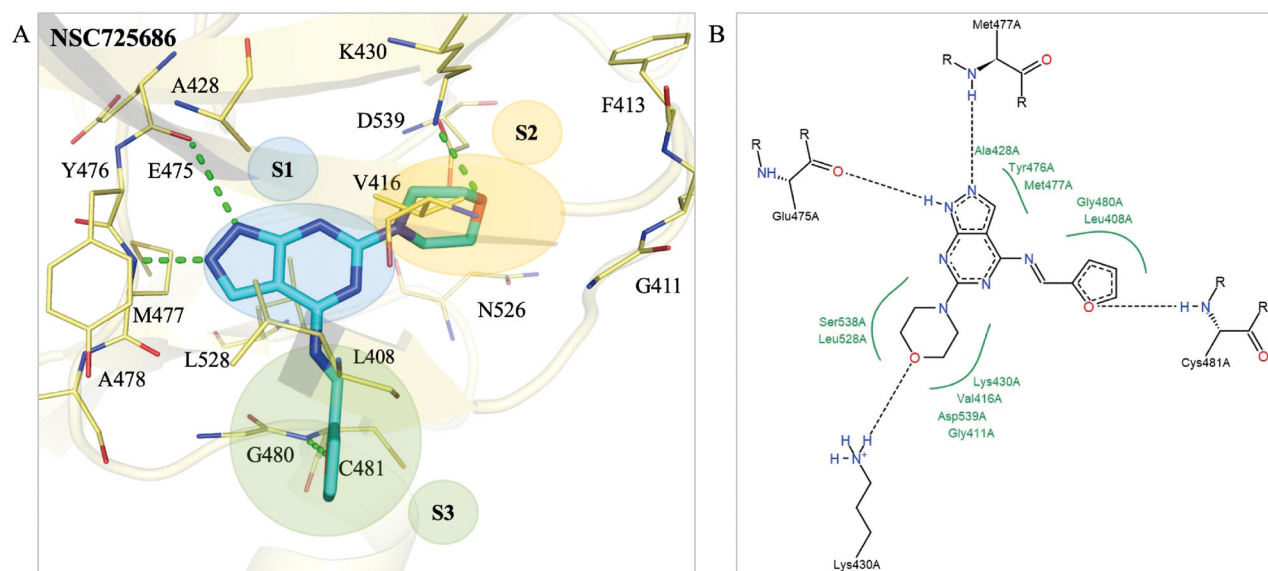 A
NSC725686
K430
A428
F413
D539
S2
Y476
E475
S1
V416
G411
M477
N526
L528
L408
A478
G480
C481
S3
B
Met477A
R
N
H
O
R
R
O
NH
R
Glu475A
Ala428A
Tyr476A
Met477A
H
N
N
Gly480A
Leu408A
N
N
N
R
H
N
O
R
O
Cys481A
Ser538A
Leu528A
N
O
Lys430A
Val416A
Asp539A
Gly411A
H H
H N+
Lys430A